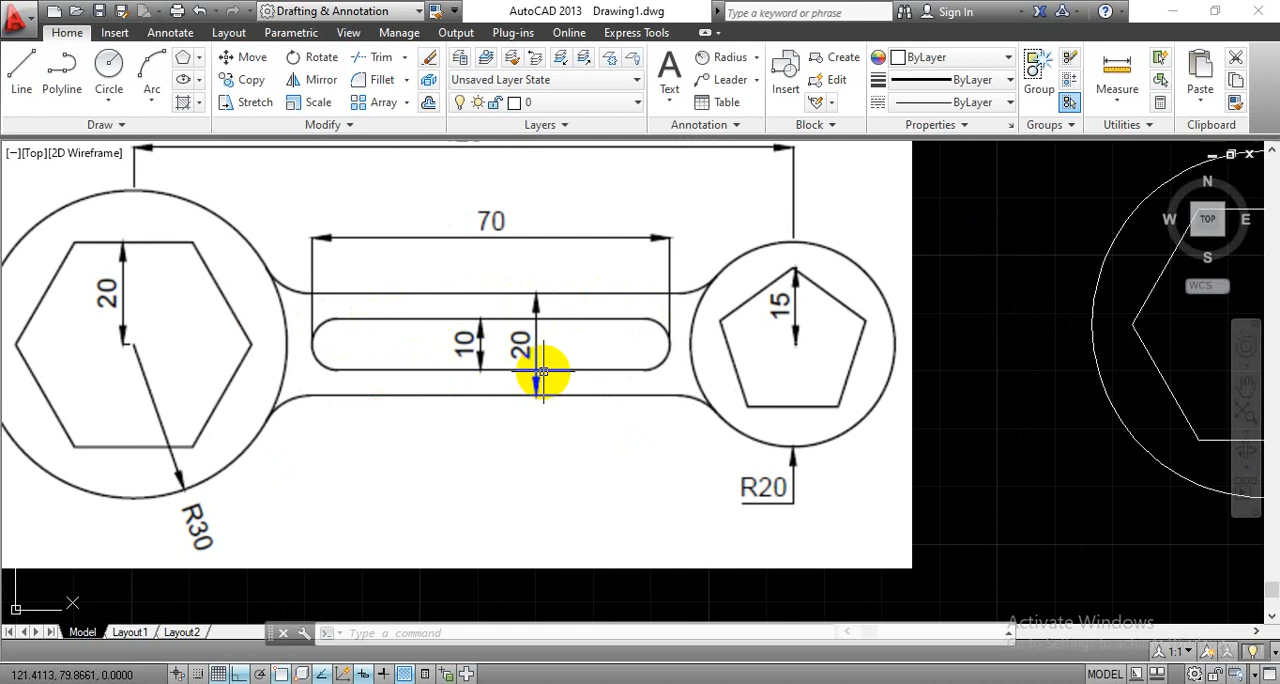 Drafting & Annotation
AutoCAD 2013 Drawing1.dwg
Type a keyword or phrase
Sign In
Home Insert Annotate Layout Parametric View Manage Output Plug-ins Online Express Tools
Line Polyline Circle Arc
Draw
Move Rotate Trim
Copy Mirror Fillet
Stretch Scale Array
Modify
Unsaved Layer State
0
Layers
Text
Radius
Leader
Table
Annotation
Insert
Create
Edit
Block
ByLayer
ByLayer
ByLayer
Properties
Group
Groups
Measure
Utilities
Paste
Clipboard
[−][Top][2D Wireframe]
N
W TOP E
S
WCS
70
20
10
20
15
R30
R20
Model Layout1 Layout2
Type a command
Activate Windows
121.4113, 79.8661, 0.0000
MODEL
1:1